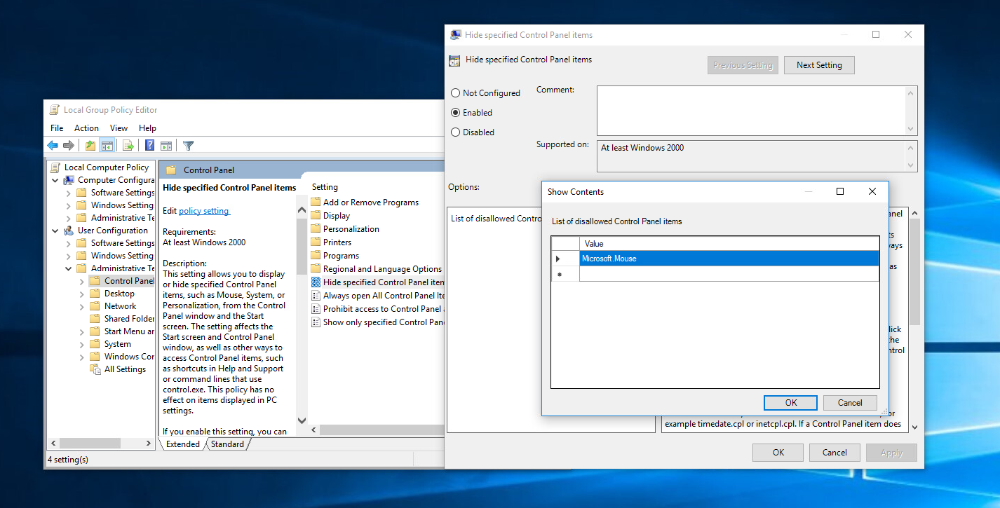 Local Group Policy Editor
File Action View Help
Local Computer Policy
Computer Configura
Software Settings
Windows Setting
Administrative Te
User Configuration
Software Settings
Windows Setting
Administrative Te
Control Panel
Desktop
Network
Shared Folder
Start Menu ar
System
Windows Cor
All Settings
Control Panel
Hide specified Control Panel items
Edit policy setting
Requirements:
At least Windows 2000
Description:
This setting allows you to display
or hide specified Control Panel
items, such as Mouse, System, or
Personalization, from the Control
Panel window and the Start
screen. The setting affects the
Start screen and Control Panel
window, as well as other ways to
access Control Panel items, such
as shortcuts in Help and Support
or command lines that use
control.exe. This policy has no
effect on items displayed in PC
settings.
If you enable this setting, you can
Setting
Add or Remove Programs
Display
Personalization
Printers
Programs
Regional and Language Options
Hide specified Control Panel iten
Always open All Control Panel Ite
Prohibit access to Control Panel
Show only specified Control Pane
Extended Standard
4 setting(s)
Hide specified Control Panel items
Hide specified Control Panel items
Previous Setting Next Setting
Not Configured
Enabled
Disabled
Comment:
Supported on:
At least Windows 2000
Options:
List of disallowed Contro
anel
ts
ways
as
lick
the
ntrol
or
example timedate.cpl or inetcpl.cpl. If a Control Panel item does
OK Cancel Apply
Show Contents
List of disallowed Control Panel items
Value
Microsoft.Mouse
OK Cancel